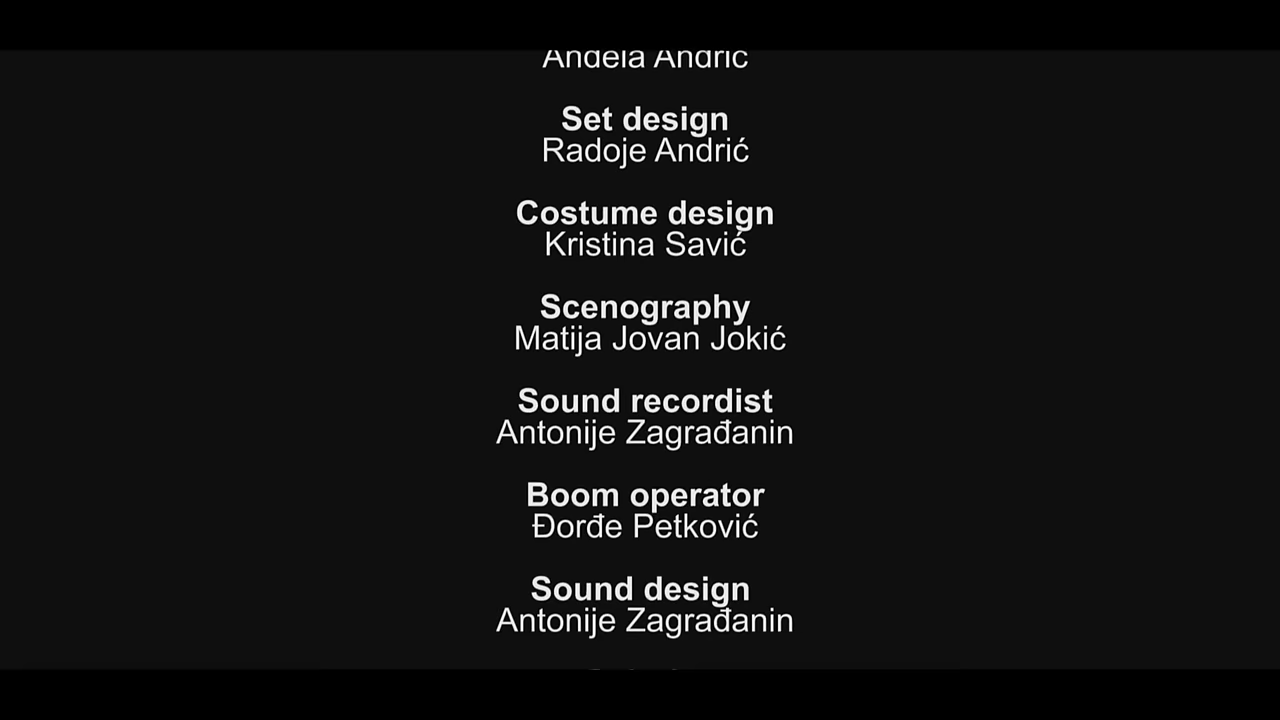 Anđela Andrić
Set design
Radoje Andrić
Costume design
Kristina Savić
Scenography
Matija Jovan Jokić
Sound recordist
Antonije Zagrađanin
Boom operator
Đorđe Petković
Sound design
Antonije Zagrađanin